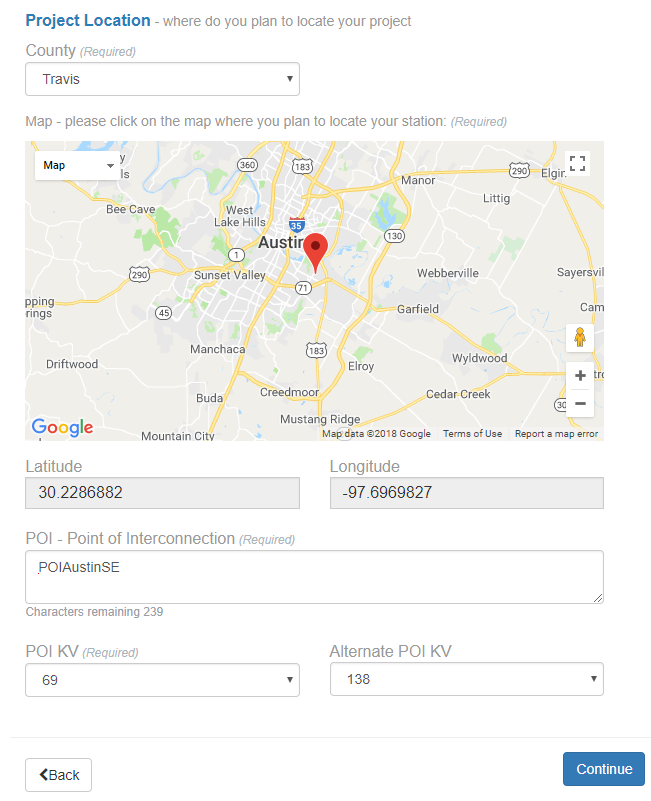 Project Location - where do you plan to locate your project
County (Required)
Travis
Map - please click on the map where you plan to locate your station: (Required)
Map
y
ls
360
183
290
Elgin
Manor
Littig
Bee Cave
West
Lake Hills
35
Austin
130
1
290
Sunset Valley
71
Webberville
Sayersvil
pping
rings
45
Garfield
Cam
Manchaca
183
Driftwood
Elroy
Wyldwood
Buda
Creedmoor
Cedar Creek
Mustang Ridge
Mountain City
Google
Map data ©2018 Google Terms of Use Report a map error
Latitude
Longitude
30.2286882
-97.6969827
POI - Point of Interconnection (Required)
POIAustinSE
Characters remaining 239
POI KV (Required)
Alternate POI KV
69
138
Back
Continue